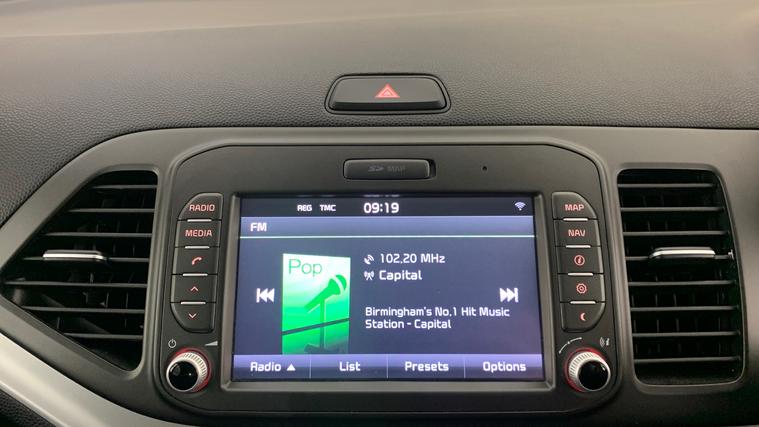 SD MAP
RADIO
MEDIA
REG TMC 09:19
FM
Pop
102,20 MHz
Capital
Birmingham's No.1 Hit Music
Station - Capital
Radio ▲ List Presets Options
MAP
NAV